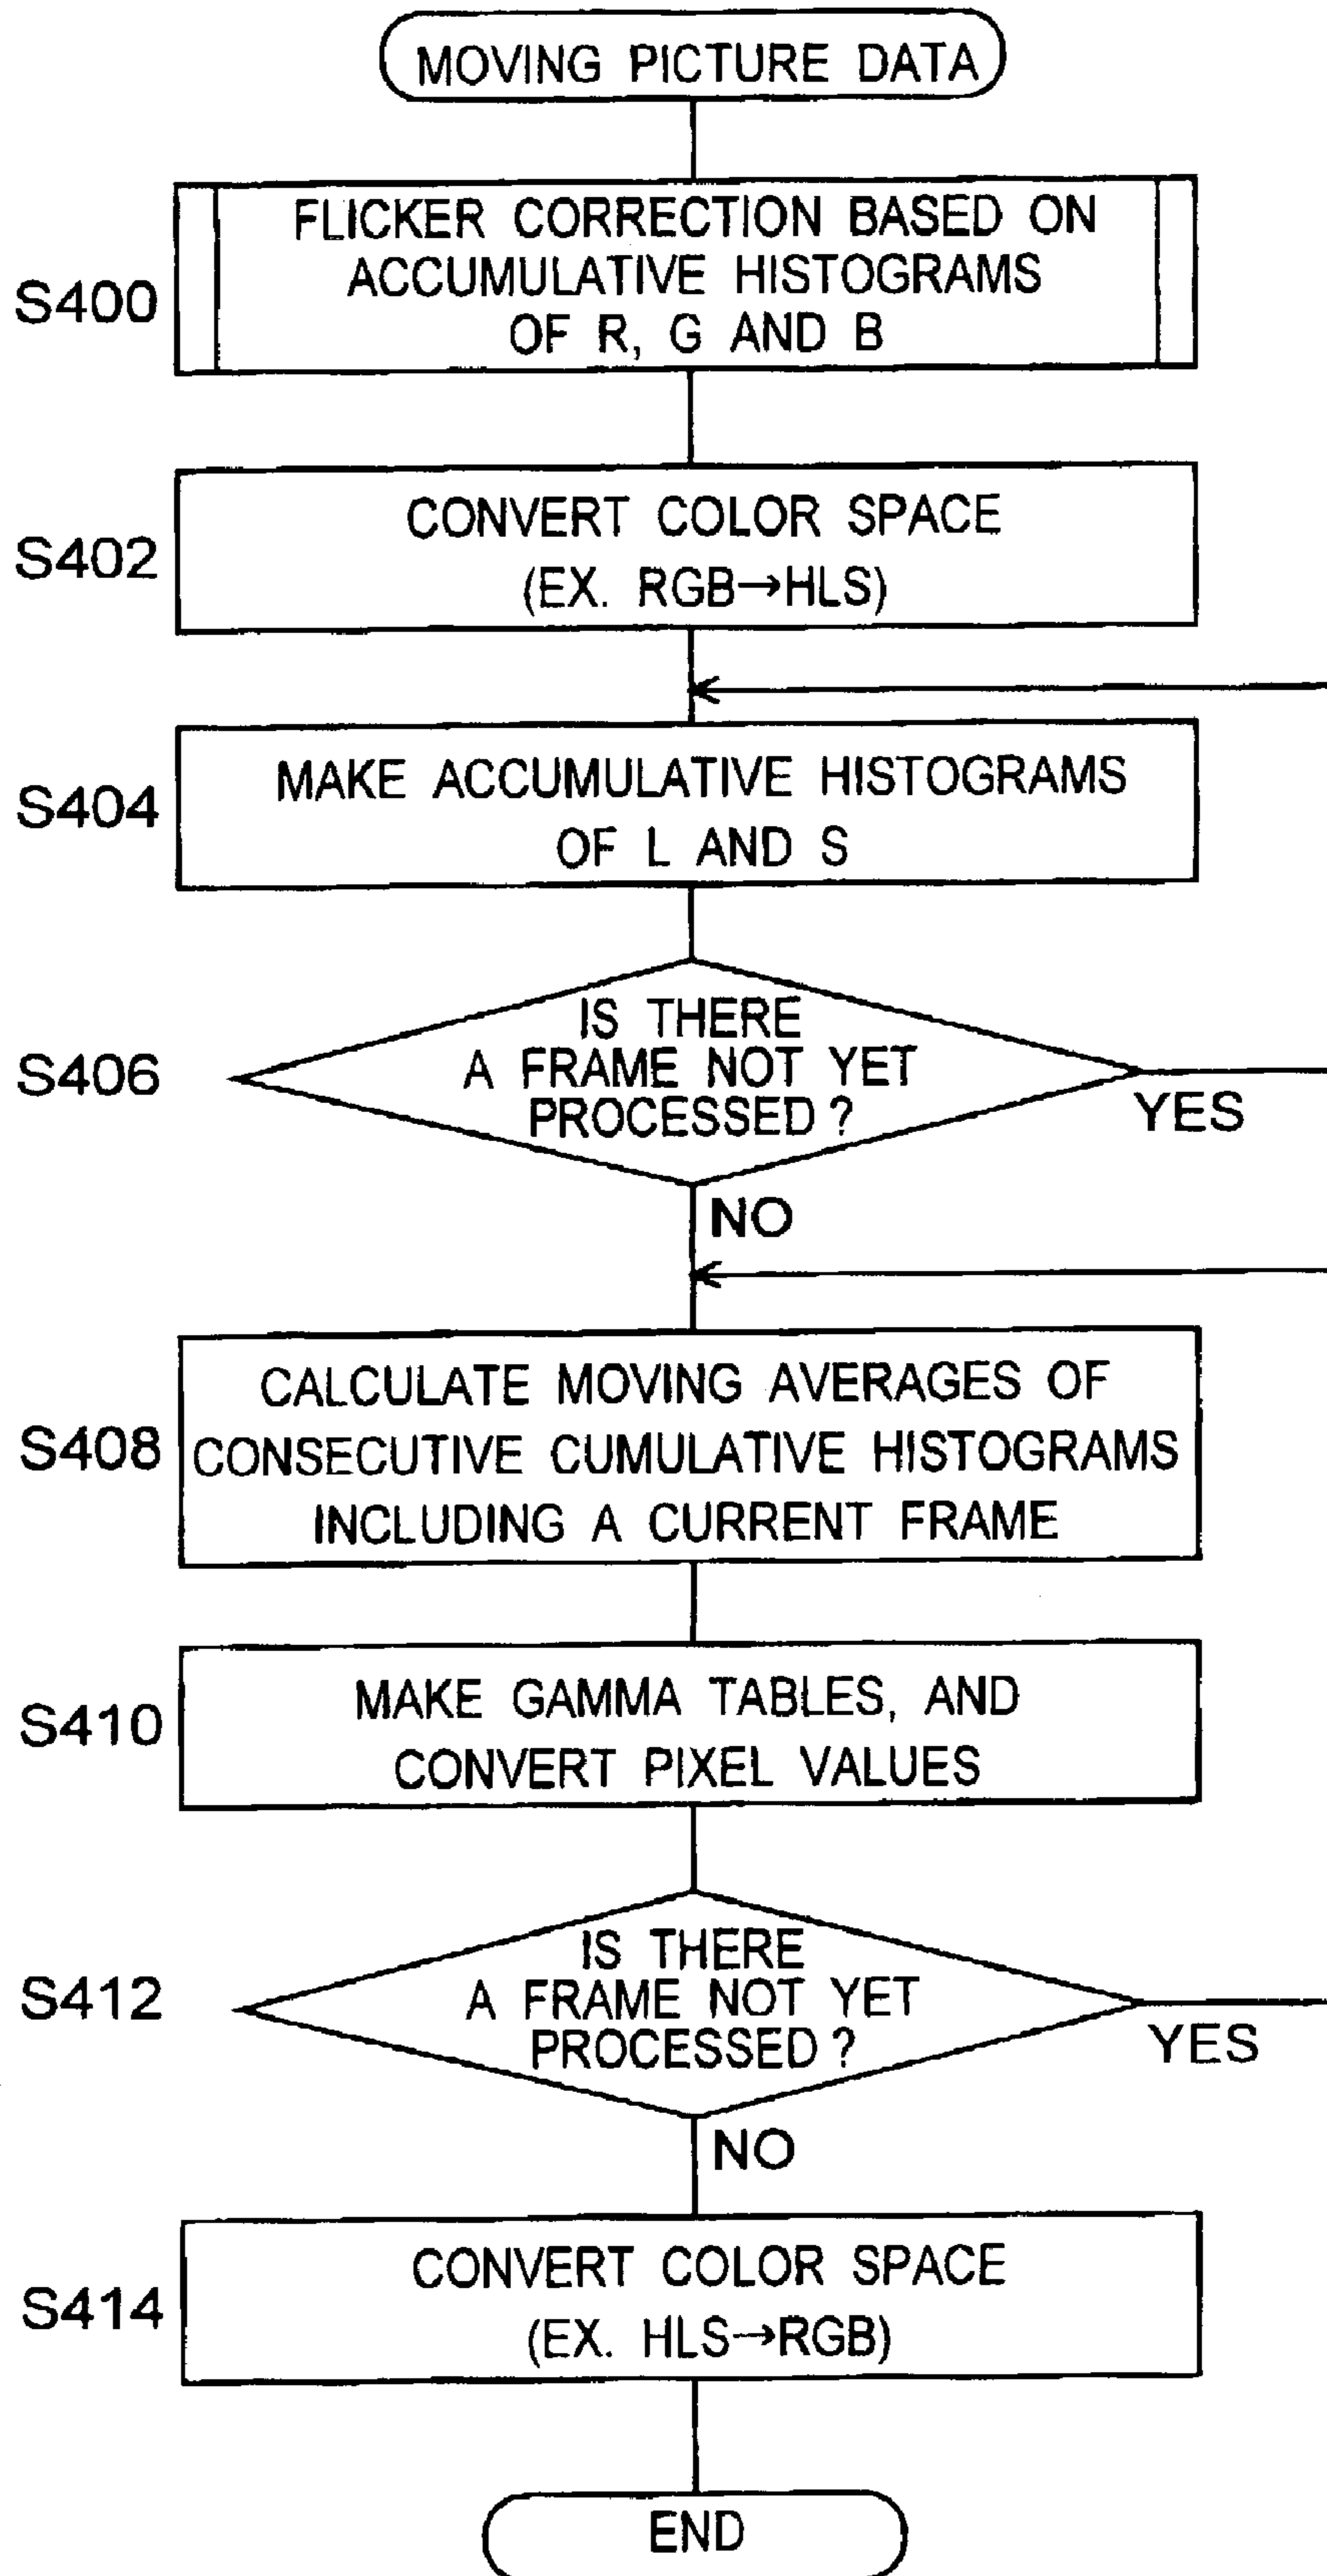 MOVING PICTURE DATA
S400
FLICKER CORRECTION BASED ON
ACCUMULATIVE HISTOGRAMS
OF R, G AND B
S402
CONVERT COLOR SPACE
(EX. RGB→HLS)
S404
MAKE ACCUMULATIVE HISTOGRAMS
OF L AND S
S406
IS THERE
A FRAME NOT YET
PROCESSED?
YES
NO
S408
CALCULATE MOVING AVERAGES OF
CONSECUTIVE CUMULATIVE HISTOGRAMS
INCLUDING A CURRENT FRAME
S410
MAKE GAMMA TABLES, AND
CONVERT PIXEL VALUES
S412
IS THERE
A FRAME NOT YET
PROCESSED?
YES
NO
S414
CONVERT COLOR SPACE
(EX. HLS→RGB)
END